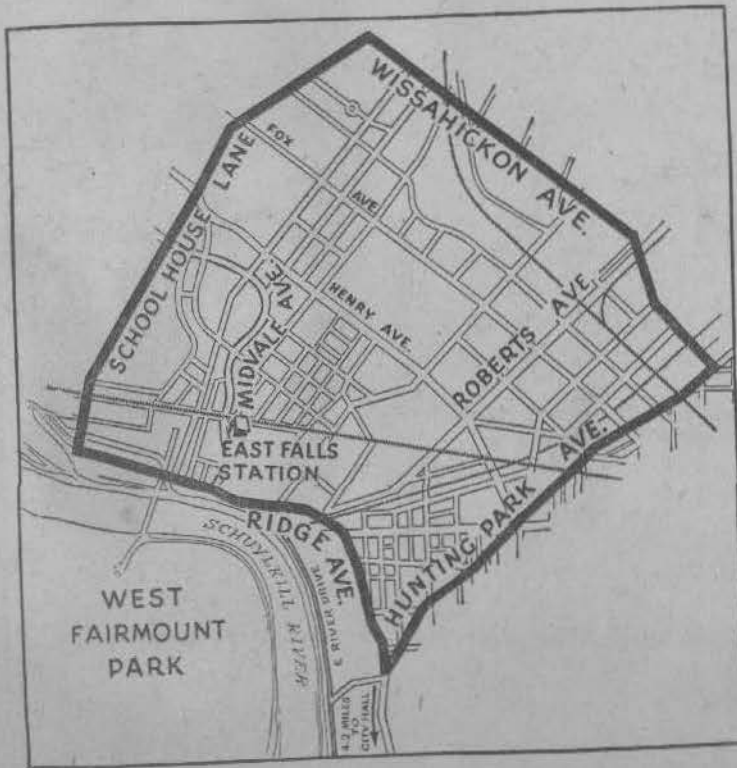 WISSAHICKON AVE.
SCHOOL HOUSE LANE
FOX AVE.
MIDVALE AVE.
HENRY AVE.
ROBERTS AVE.
EAST FALLS
STATION
HUNTING PARK AVE.
RIDGE AVE.
SCHUYLKILL RIVER
E RIVER DRIVE
WEST
FAIRMOUNT
PARK
4.2 MILES
TO
CITY HALL